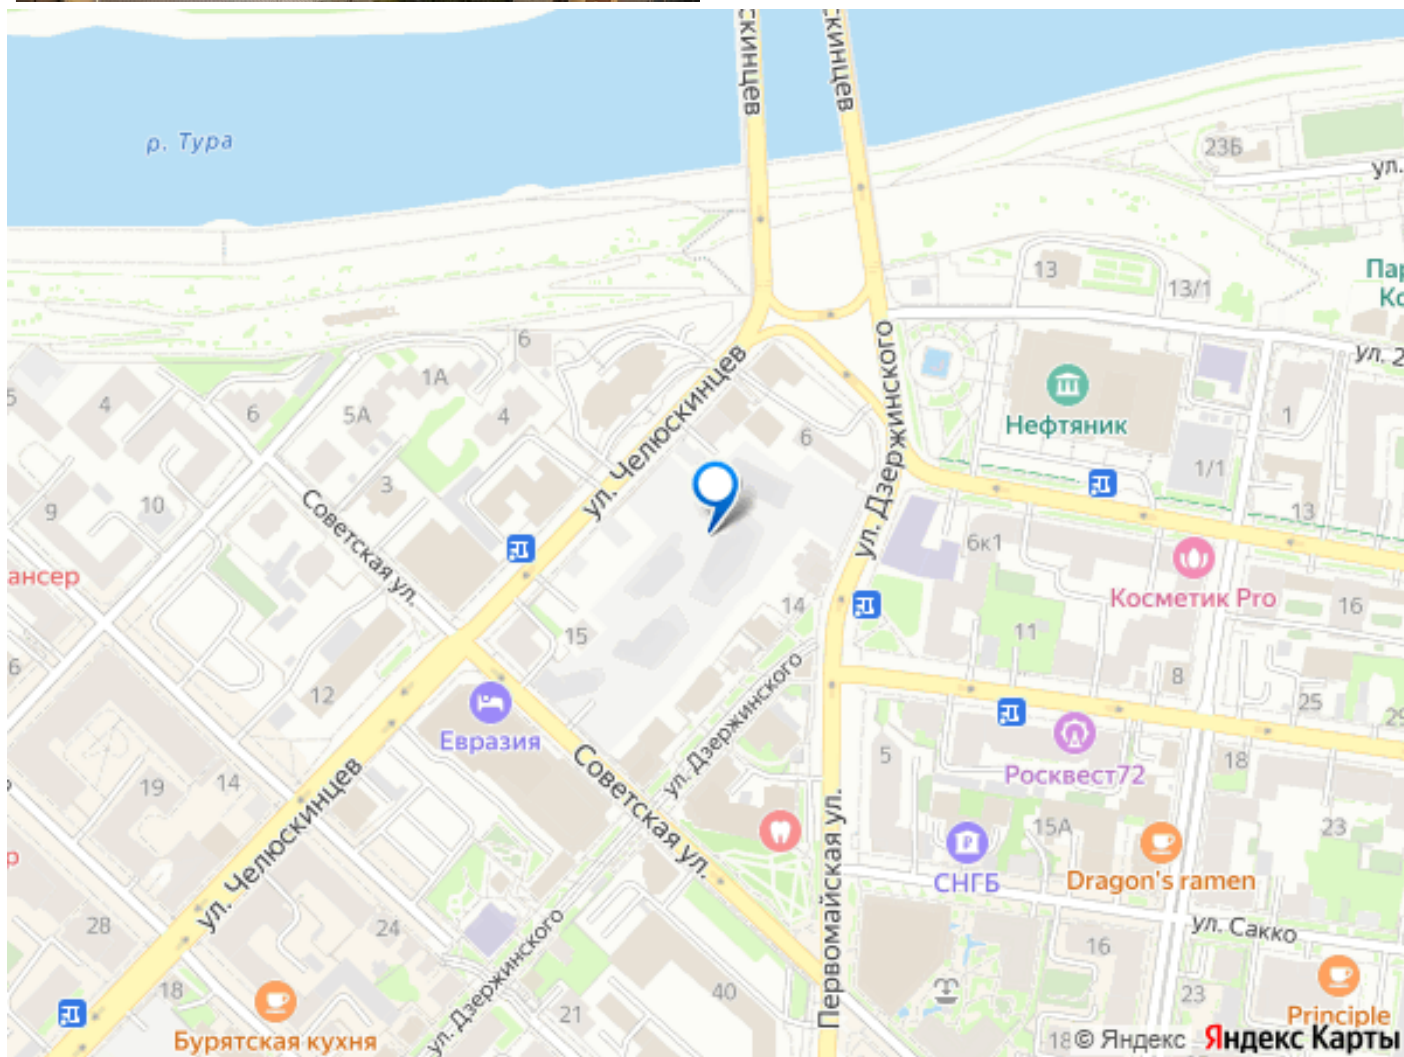 скинцев
скинцев
р. Тура
23Б
ул.
13
13/1
Пар
Ко
ул. 2
ул. Дзержинского
6
1А
6
5А
4
4
5
ул. Челюскинцев
6
Нефтяник
1
1/1
3
10
9
Советская ул.
13
6к1
ансер
Косметик Pro
14
16
15
11
6
12
8
25
29
ул. Дзержинского
Евразия
5
Росквест72
18
19
14
Советская ул.
Первомайская ул.
15А
23
р
СНГБ
Dragon's ramen
ул. Челюскинцев
28
24
ул. Сакко
16
18
40
21
23
ул. Дзержинского
Бурятская кухня
Principle
18
© Яндекс Яндекс Карты